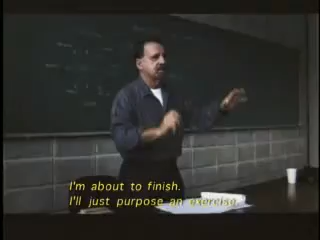 I'm about to finish.
I'll just purpose an exercise.